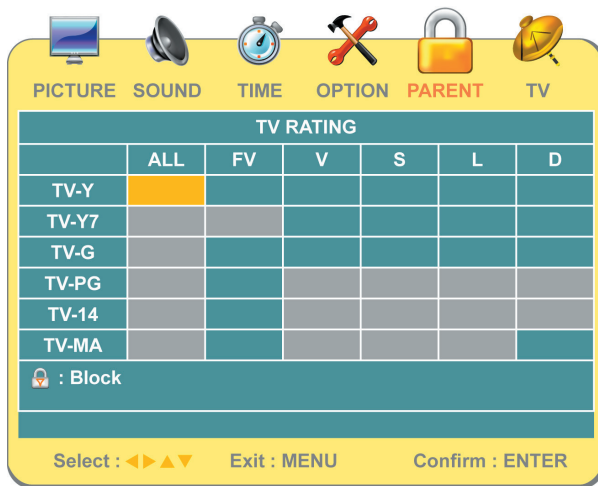 PICTURE SOUND TIME OPTION PARENT TV
TV RATING
ALL FV V S L D
TV-Y
TV-Y7
TV-G
TV-PG
TV-14
TV-MA
: Block
Select : Exit : MENU Confirm : ENTER